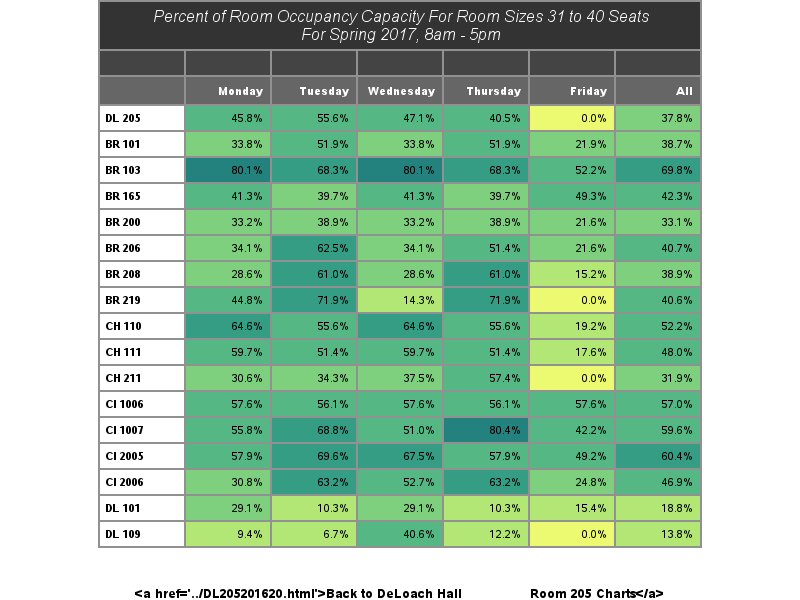 Percent of Room Occupancy Capacity For Room Sizes 31 to 40 Seats
For Spring 2017, 8am - 5pm
Monday Tuesday Wednesday Thursday Friday All
DL 205 45.8% 55.6% 47.1% 40.5% 0.0% 37.8%
BR 101 33.8% 51.9% 33.8% 51.9% 21.9% 38.7%
BR 103 80.1% 68.3% 80.1% 68.3% 52.2% 69.8%
BR 165 41.3% 39.7% 41.3% 39.7% 49.3% 42.3%
BR 200 33.2% 38.9% 33.2% 38.9% 21.6% 33.1%
BR 206 34.1% 62.5% 34.1% 51.4% 21.6% 40.7%
BR 208 28.6% 61.0% 28.6% 61.0% 15.2% 38.9%
BR 219 44.8% 71.9% 14.3% 71.9% 0.0% 40.6%
CH 110 64.6% 55.6% 64.6% 55.6% 19.2% 52.2%
CH 111 59.7% 51.4% 59.7% 51.4% 17.6% 48.0%
CH 211 30.6% 34.3% 37.5% 57.4% 0.0% 31.9%
CI 1006 57.6% 56.1% 57.6% 56.1% 57.6% 57.0%
CI 1007 55.8% 68.8% 51.0% 80.4% 42.2% 59.6%
CI 2005 57.9% 69.6% 67.5% 57.9% 49.2% 60.4%
CI 2006 30.8% 63.2% 52.7% 63.2% 24.8% 46.9%
DL 101 29.1% 10.3% 29.1% 10.3% 15.4% 18.8%
DL 109 9.4% 6.7% 40.6% 12.2% 0.0% 13.8%
<a href='../DL205201620.html'>Back to DeLoach Hall Room 205 Charts</a>